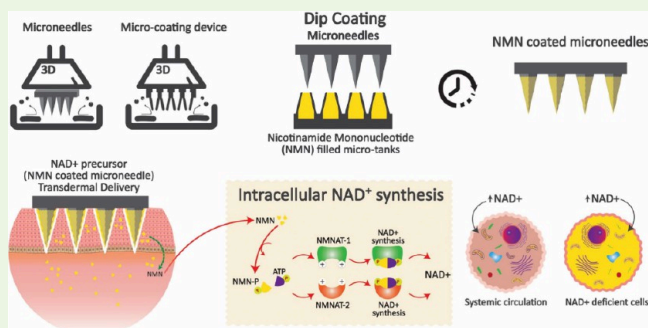 Microneedles
Micro-coating device
3D
3D
Dip Coating
Microneedles
Nicotinamide Mononucleotide
(NMN) filled micro-tanks
NMN coated microneedles
NAD+ precursor
(NMN coated microneedle)
Transdermal Delivery
NMN
Intracellular NAD⁺ synthesis
NMN
NMN-P
ATP
NMNAT-1
NMNAT-2
NAD+
synthesis
NAD+
synthesis
NAD+
↑NAD+
Systemic circulation
↑NAD+
NAD+ deficient cells